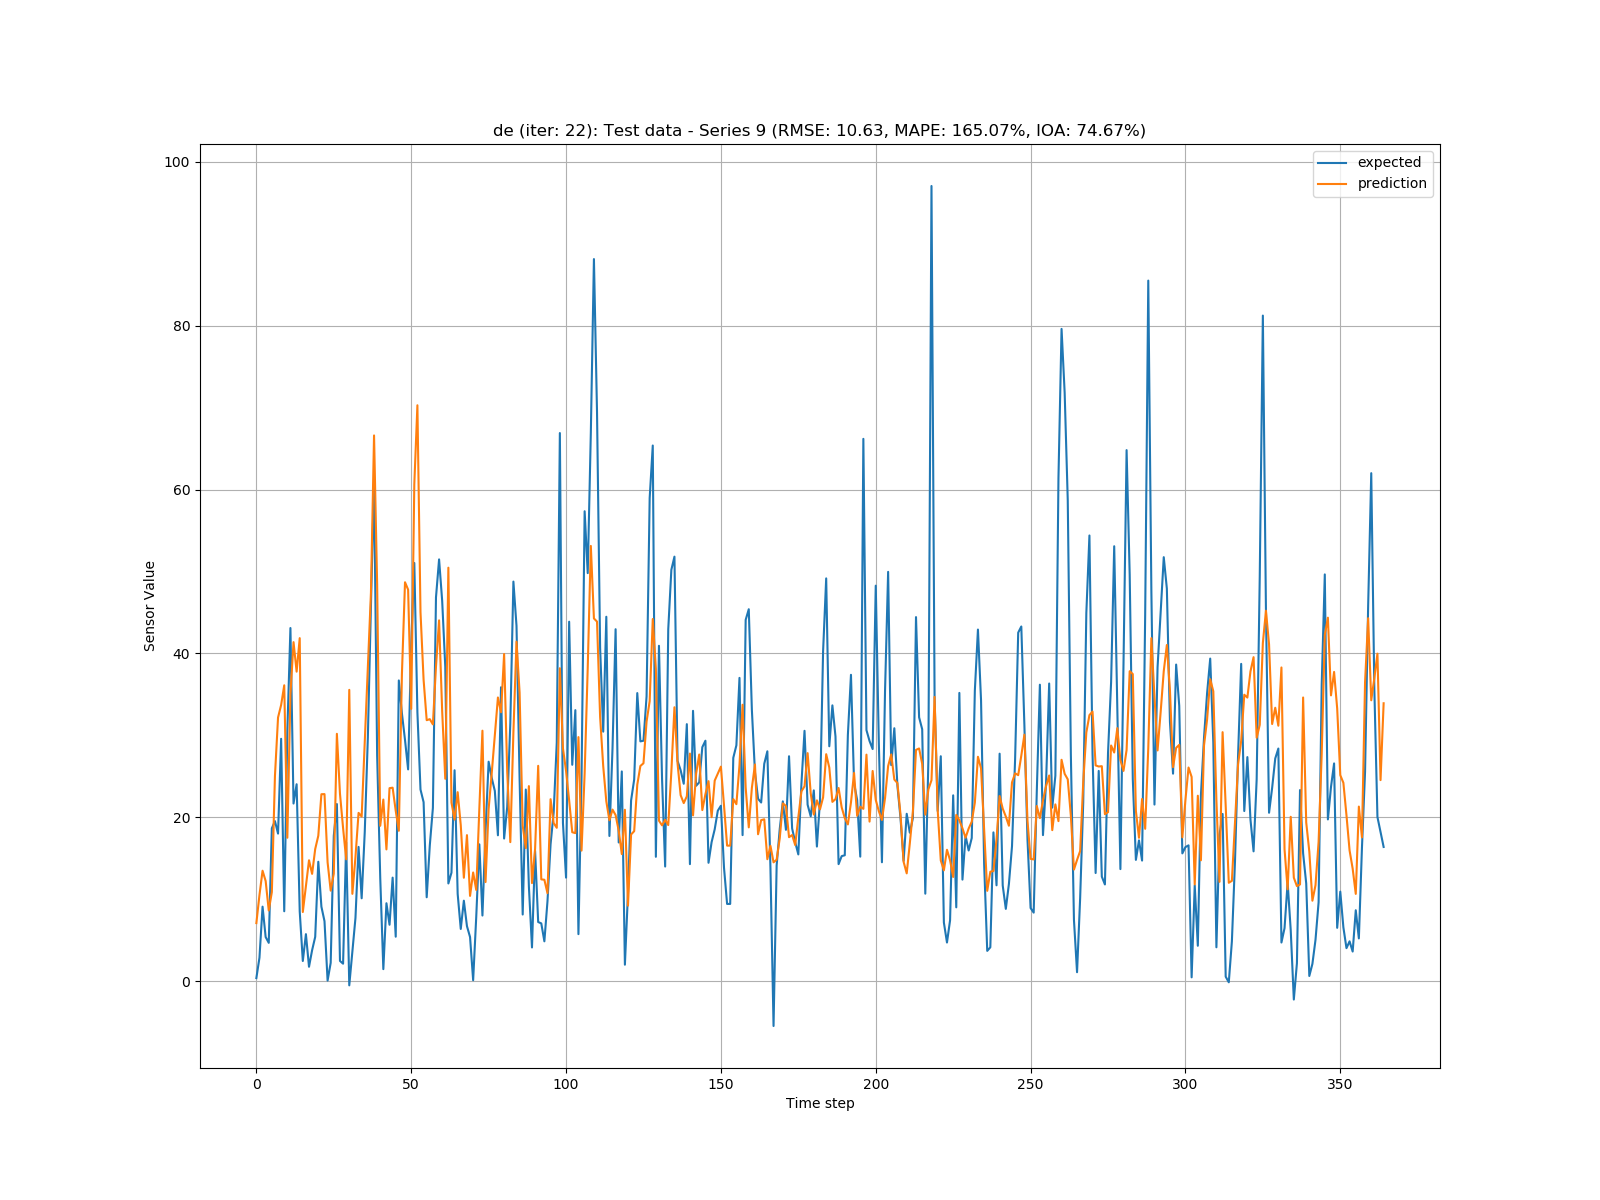 de (iter: 22): Test data - Series 9 (RMSE: 10.63, MAPE: 165.07%, IOA: 74.67%)
expected
prediction
100
80
60
40
20
0
Sensor Value
0 50 100 150 200 250 300 350
Time step